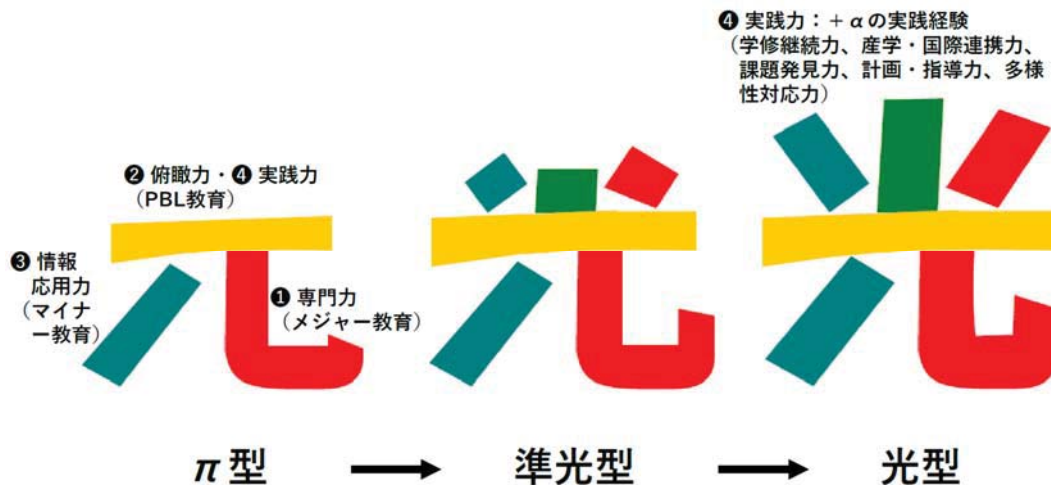 ❹ 実践力：＋αの実践経験
（学修継続力、産学・国際連携力、
課題発見力、計画・指導力、多様
性対応力）
❷ 俯瞰力・❹ 実践力
（PBL教育）
❸ 情報
応用力
（マイナ
ー教育）
❶ 専門力
（メジャー教育）
π型
準光型
光型